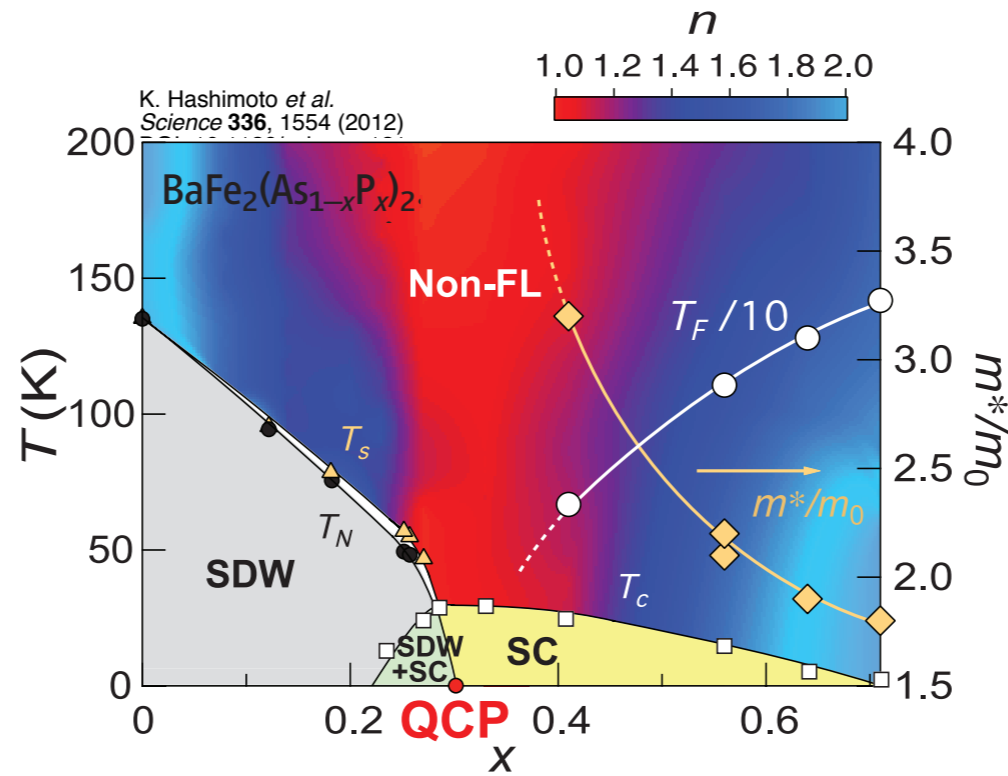 n
1.0 1.2 1.4 1.6 1.8 2.0
K. Hashimoto et al.
Science 336, 1554 (2012)
200
4.0
BaFe2(As1–xPx)2
150
3.5
Non-FL
TF /10
T (K)
100
3.0
m*/m0
Ts
2.5
m*/m0
TN
50
SDW
Tc
2.0
SDW
+SC
SC
0
1.5
0 0.2 QCP 0.4 0.6
x